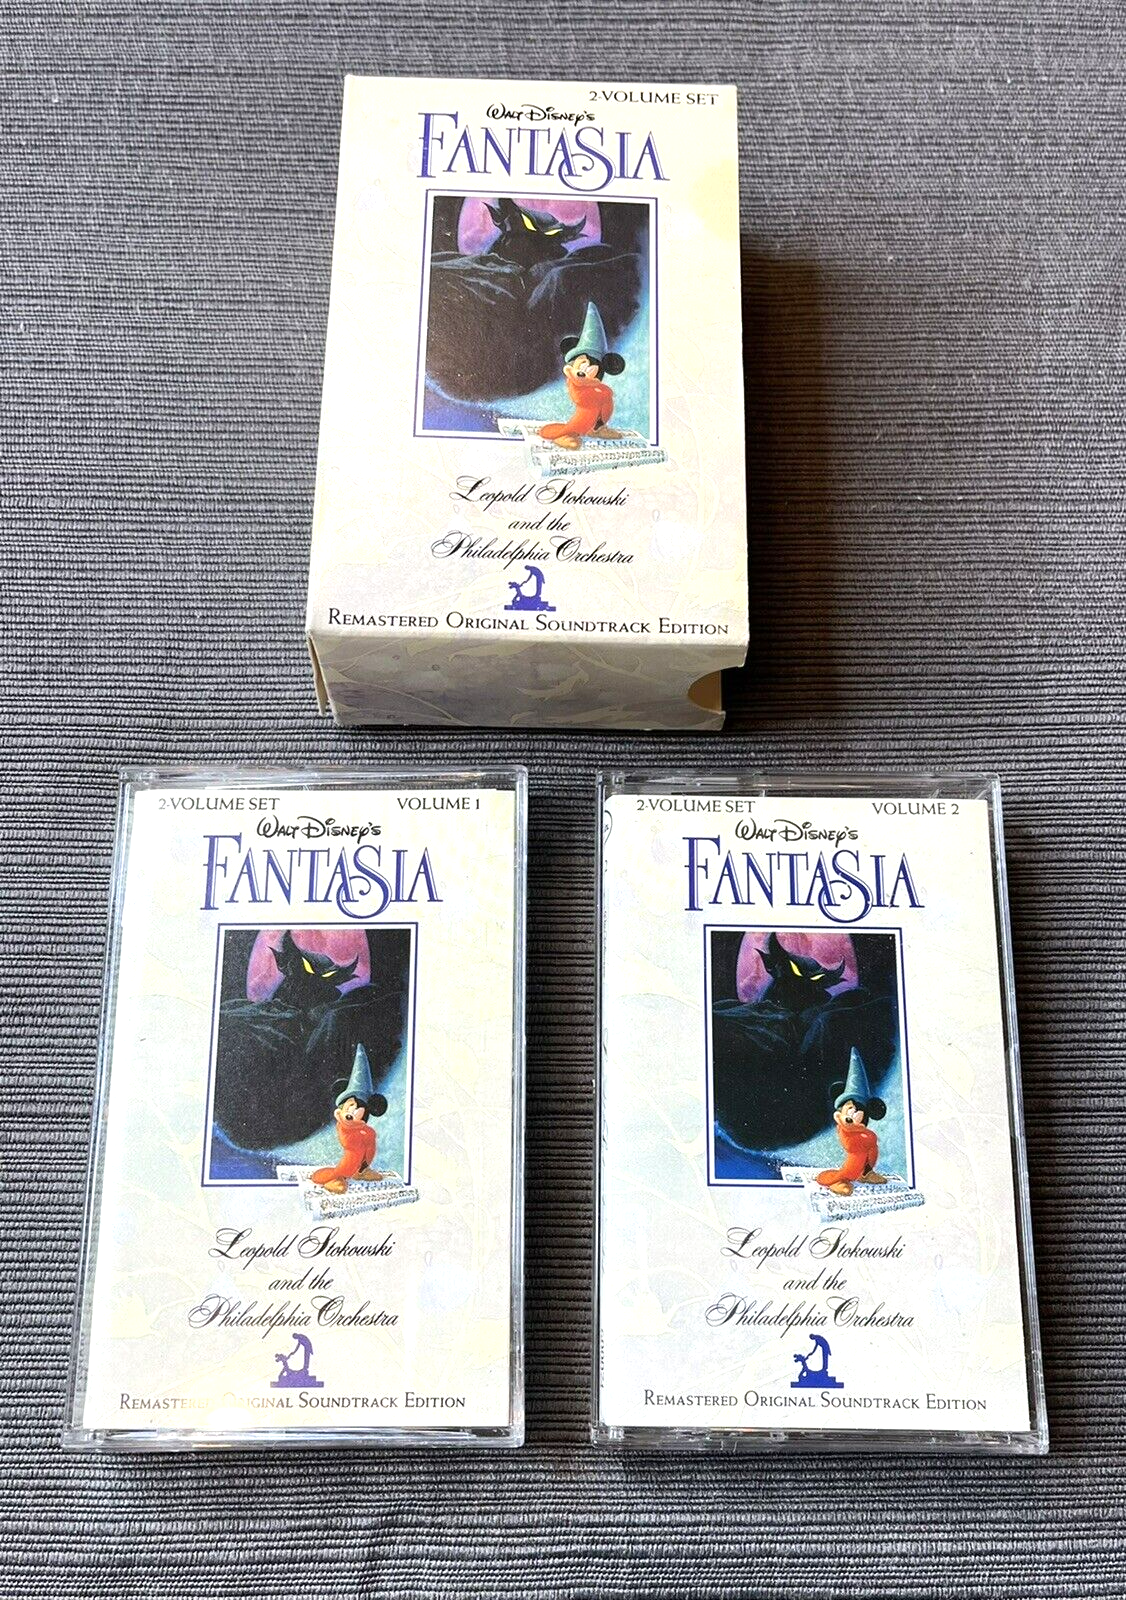 2-VOLUME SET
WALT DISNEY'S
FANTASIA
Leopold Stokowski
and the
Philadelphia Orchestra
REMASTERED ORIGINAL SOUNDTRACK EDITION
2-VOLUME SET VOLUME 1
WALT DISNEY'S
FANTASIA
Leopold Stokowski
and the
Philadelphia Orchestra
REMASTERED ORIGINAL SOUNDTRACK EDITION
2-VOLUME SET VOLUME 2
WALT DISNEY'S
FANTASIA
Leopold Stokowski
and the
Philadelphia Orchestra
REMASTERED ORIGINAL SOUNDTRACK EDITION